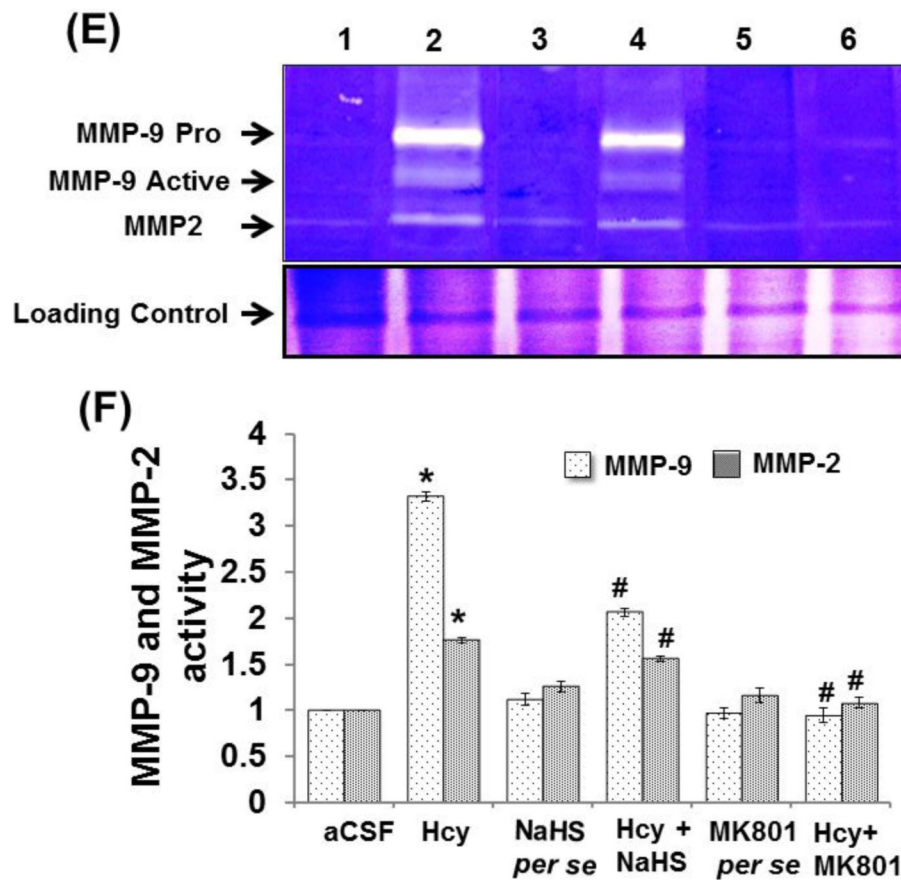 (E)
1 2 3 4 5 6
MMP-9 Pro
MMP-9 Active
MMP2
Loading Control
(F)
MMP-9 and MMP-2
activity
4
3.5
3
2.5
2
1.5
1
0.5
0
MMP-9 MMP-2
*
*
#
#
#
#
aCSF Hcy NaHS Hcy + MK801 Hcy+
per se NaHS per se MK801